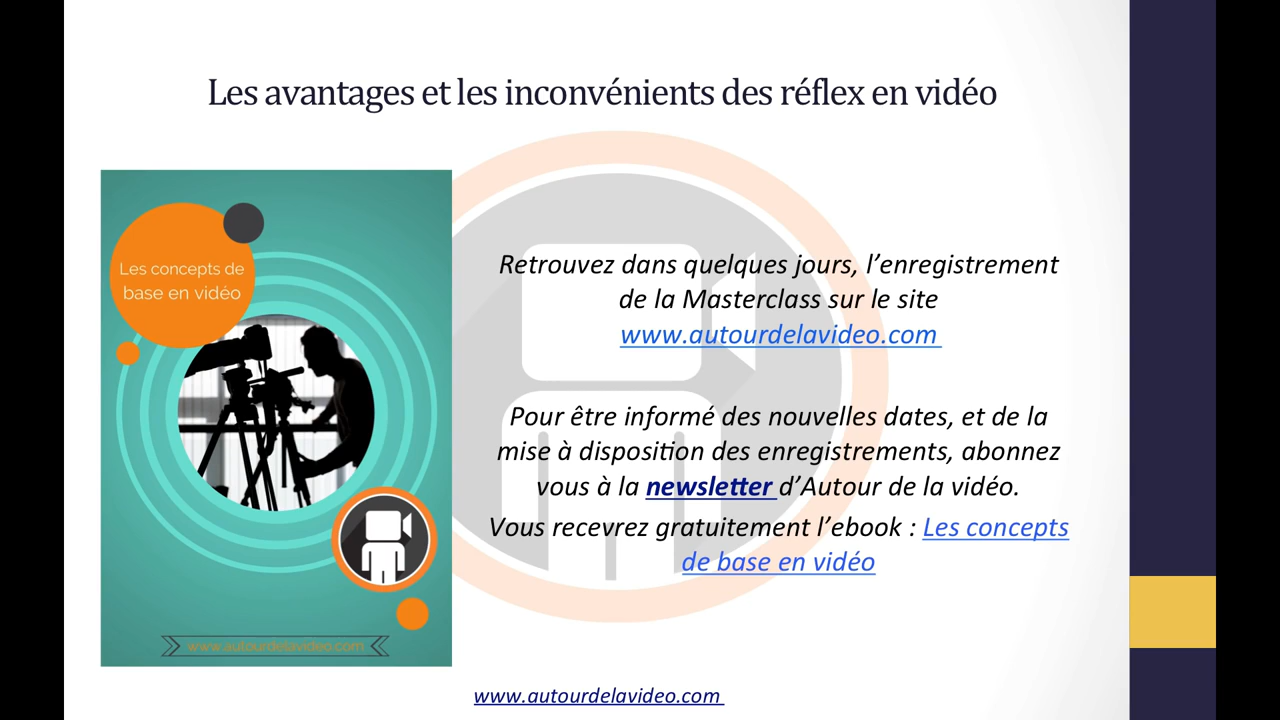 Les avantages et les inconvénients des réflex en vidéo
Les concepts de
base en vidéo
www.autourdelavideo.com
Retrouvez dans quelques jours, l’enregistrement
de la Masterclass sur le site
www.autourdelavideo.com
Pour être informé des nouvelles dates, et de la
mise à disposition des enregistrements, abonnez
vous à la newsletter d’Autour de la vidéo.
Vous recevrez gratuitement l’ebook : Les concepts
de base en vidéo
www.autourdelavideo.com